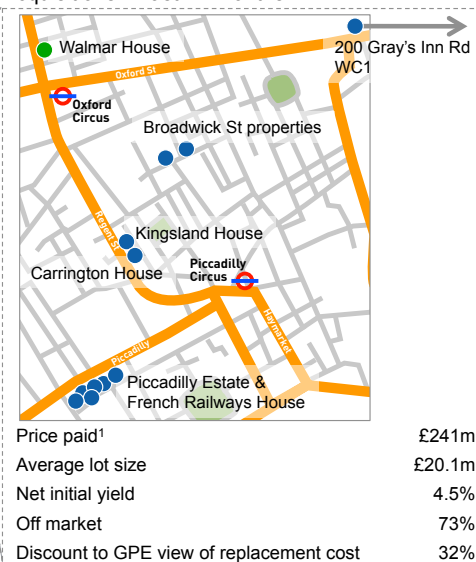 Walmar House
200 Gray's Inn Rd
WC1
Oxford St
Oxford
Circus
Broadwick St properties
Regent St
Kingsland House
Carrington House
Piccadilly
Circus
Haymarket
Piccadilly
Piccadilly Estate &
French Railways House
Price paid¹ £241m
Average lot size £20.1m
Net initial yield 4.5%
Off market 73%
Discount to GPE view of replacement cost 32%